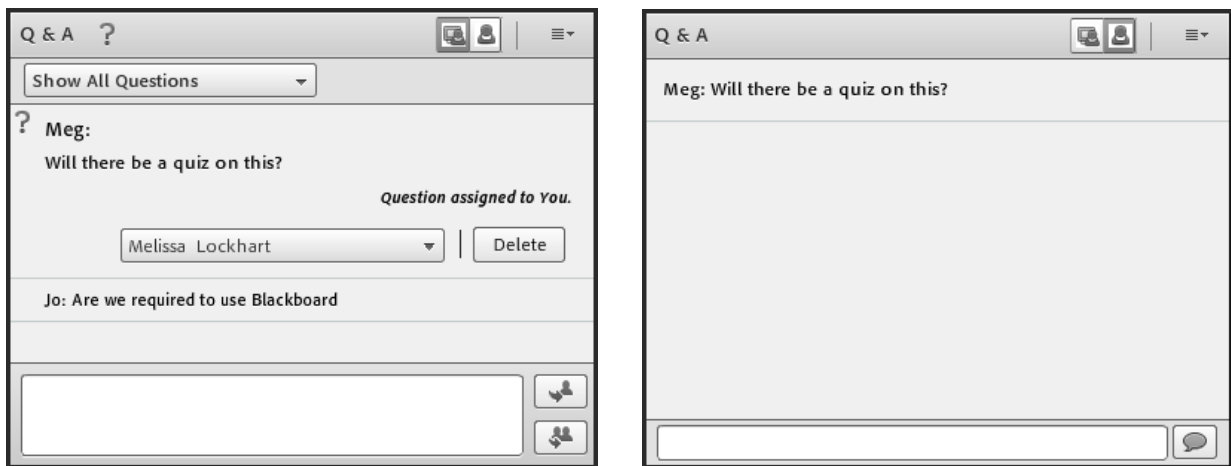 Q & A ?
Show All Questions
? Meg:
Will there be a quiz on this?
Question assigned to You.
Melissa Lockhart | Delete
Jo: Are we required to use Blackboard
Q & A
Meg: Will there be a quiz on this?